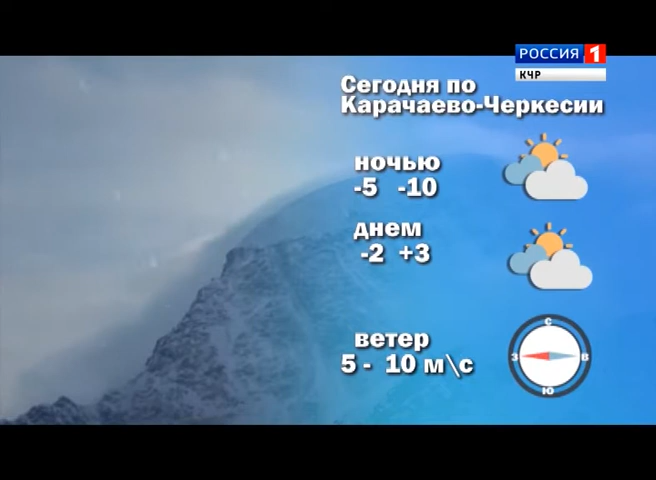 РОССИЯ 1
КЧР
Сегодня по
Карачаево-Черкесии
ночью
-5 -10
днем
-2 +3
ветер
5 - 10 м\с
С
З В
Ю